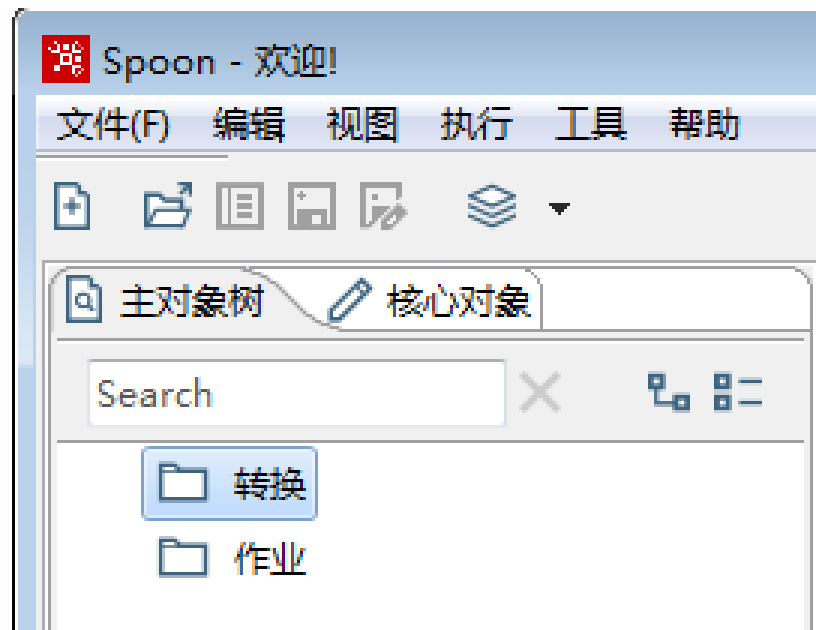 Spoon - 欢迎!
文件(F) 编辑 视图 执行 工具 帮助
主对象树 核心对象
Search
转换
作业